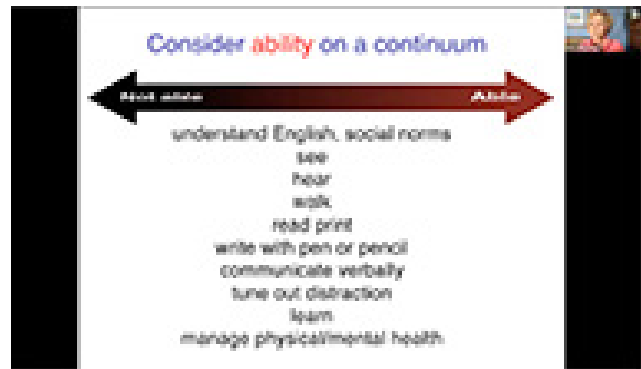 Consider ability on a continuum
Not able
Able
understand English, social norms
see
hear
walk
read print
write with pen or pencil
communicate verbally
tune out distraction
learn
manage physical/mental health